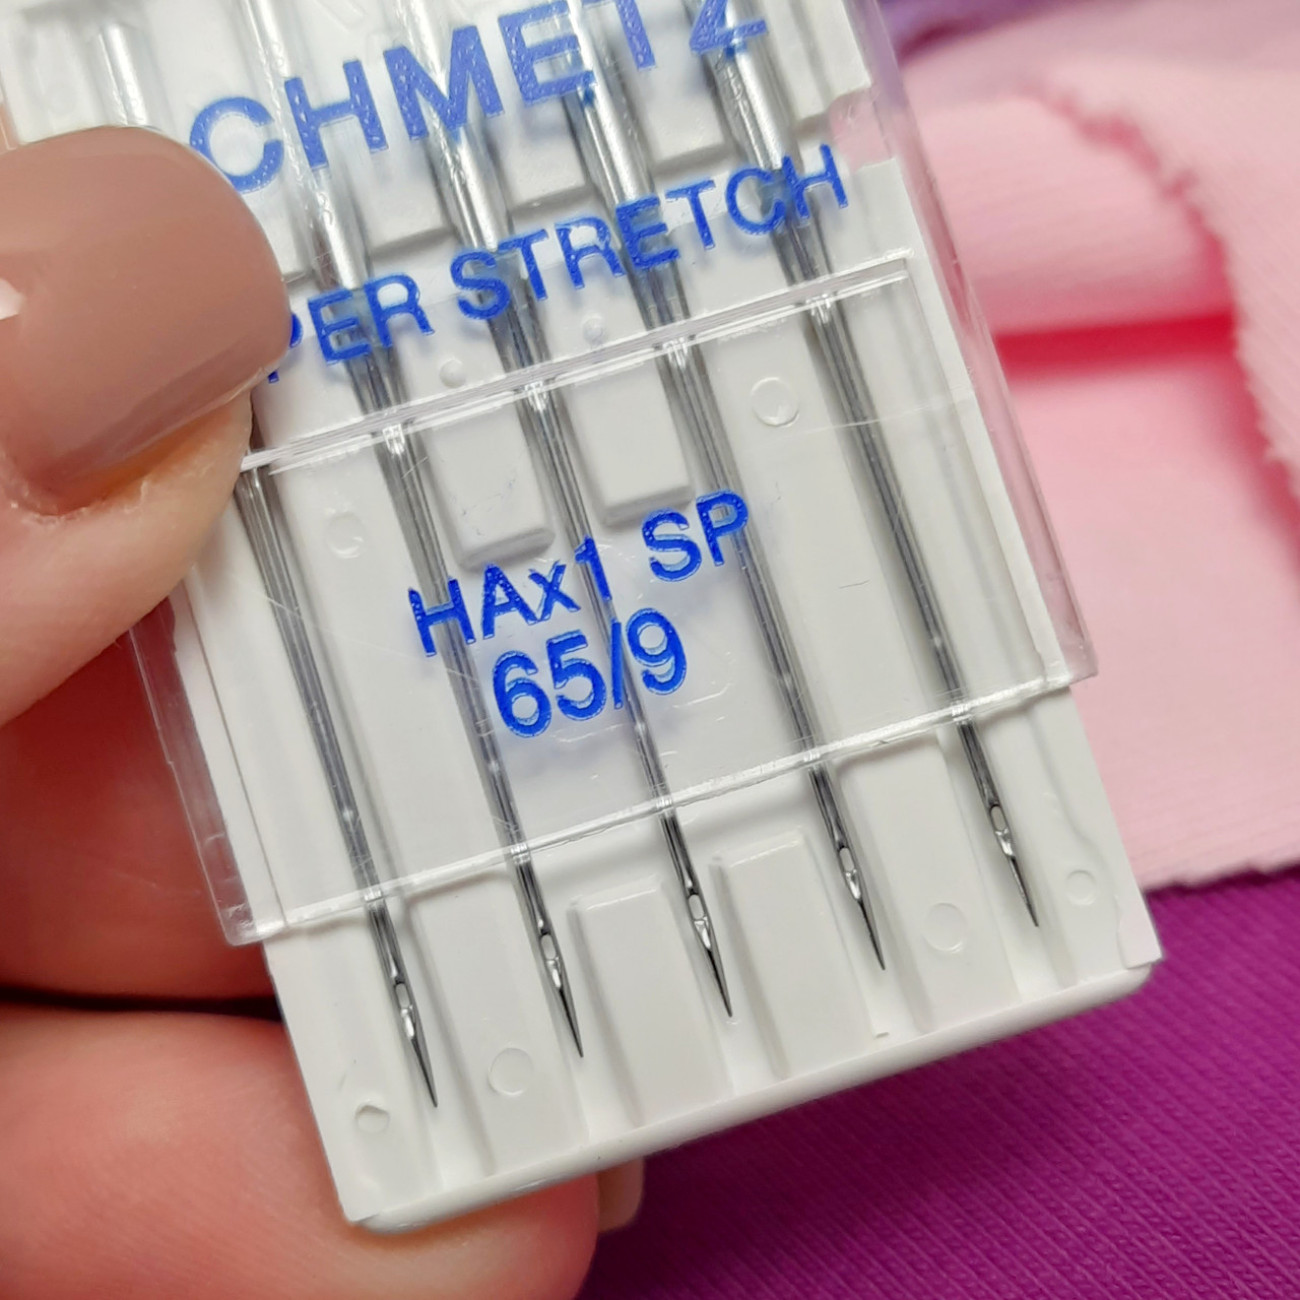 CHMETZ
PER STRETCH
HAx1 SP
65/9